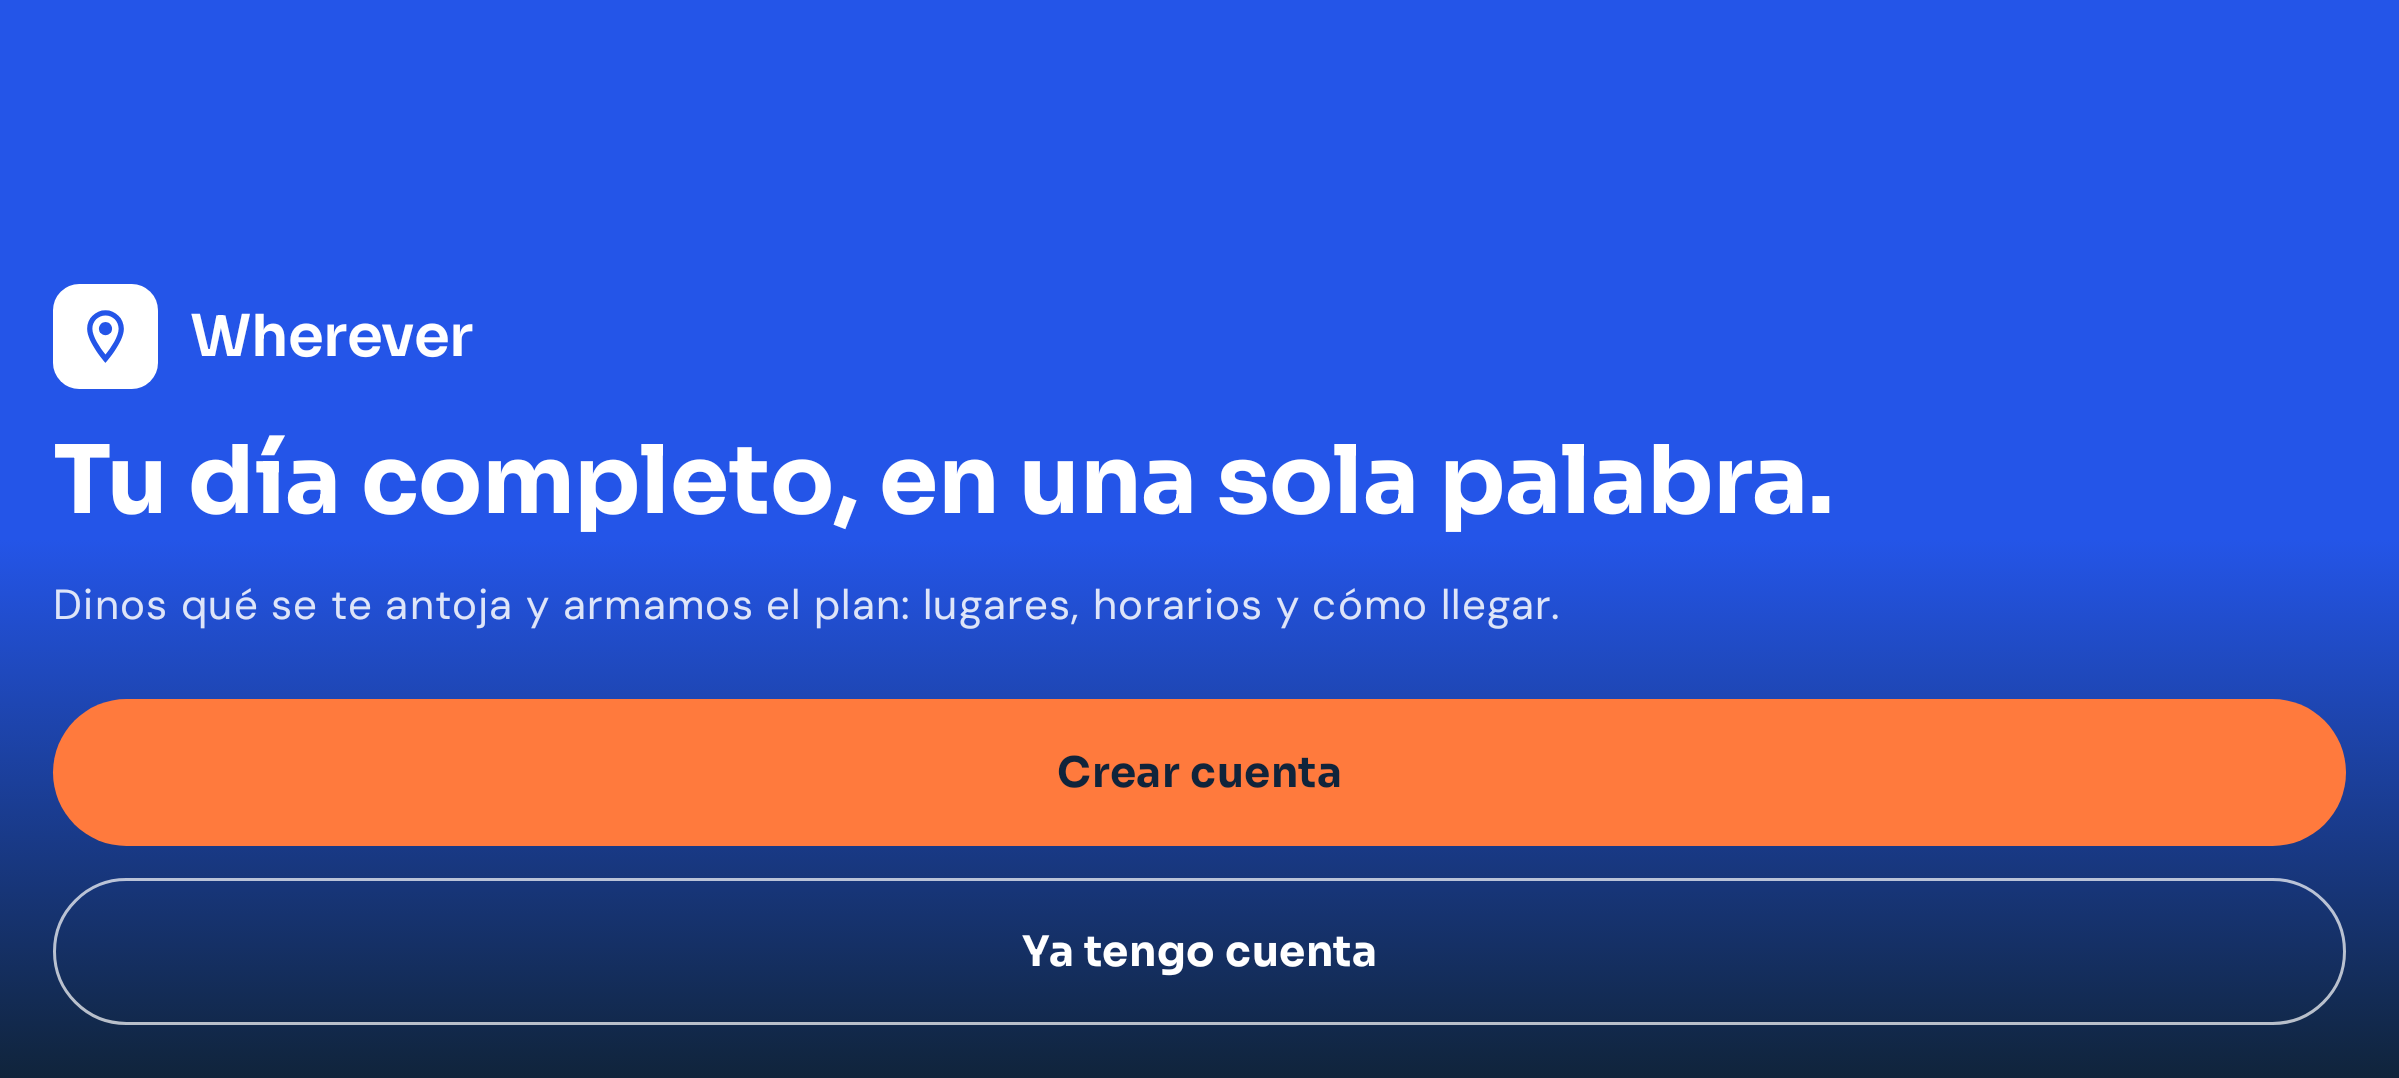 Wherever
Tu día completo, en una sola palabra.
Dinos qué se te antoja y armamos el plan: lugares, horarios y cómo llegar.
Crear cuenta
Ya tengo cuenta